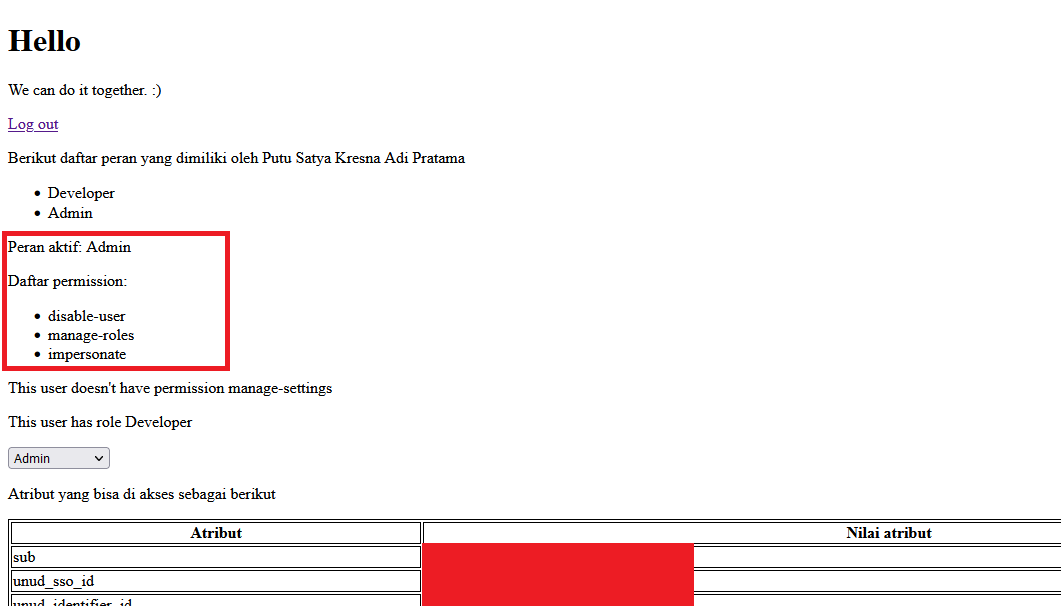 Hello
We can do it together. :)
Log out
Berikut daftar peran yang dimiliki oleh Putu Satya Kresna Adi Pratama
Developer
Admin
Peran aktif: Admin
Daftar permission:
disable-user
manage-roles
impersonate
This user doesn't have permission manage-settings
This user has role Developer
Admin
Atribut yang bisa di akses sebagai berikut
Atribut Nilai atribut
sub
unud_sso_id
unud_identifier_id